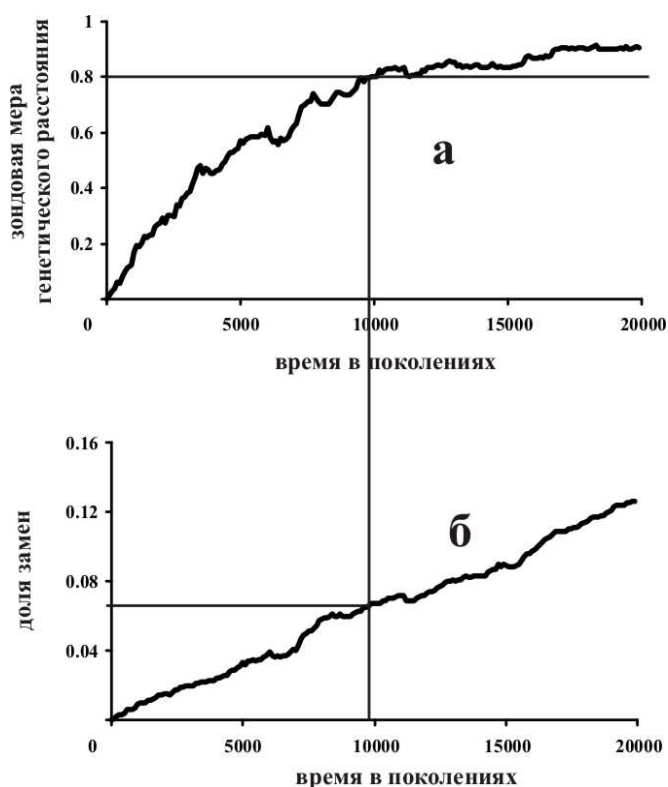 1
0.8
0.6
0.4
0.2
зондовая мера
генетического расстояния
а
0 5000 10000 15000 20000
время в поколениях
0.16
0.12
0.08
0.04
доля замен
б
0 5000 10000 15000 20000
время в поколениях